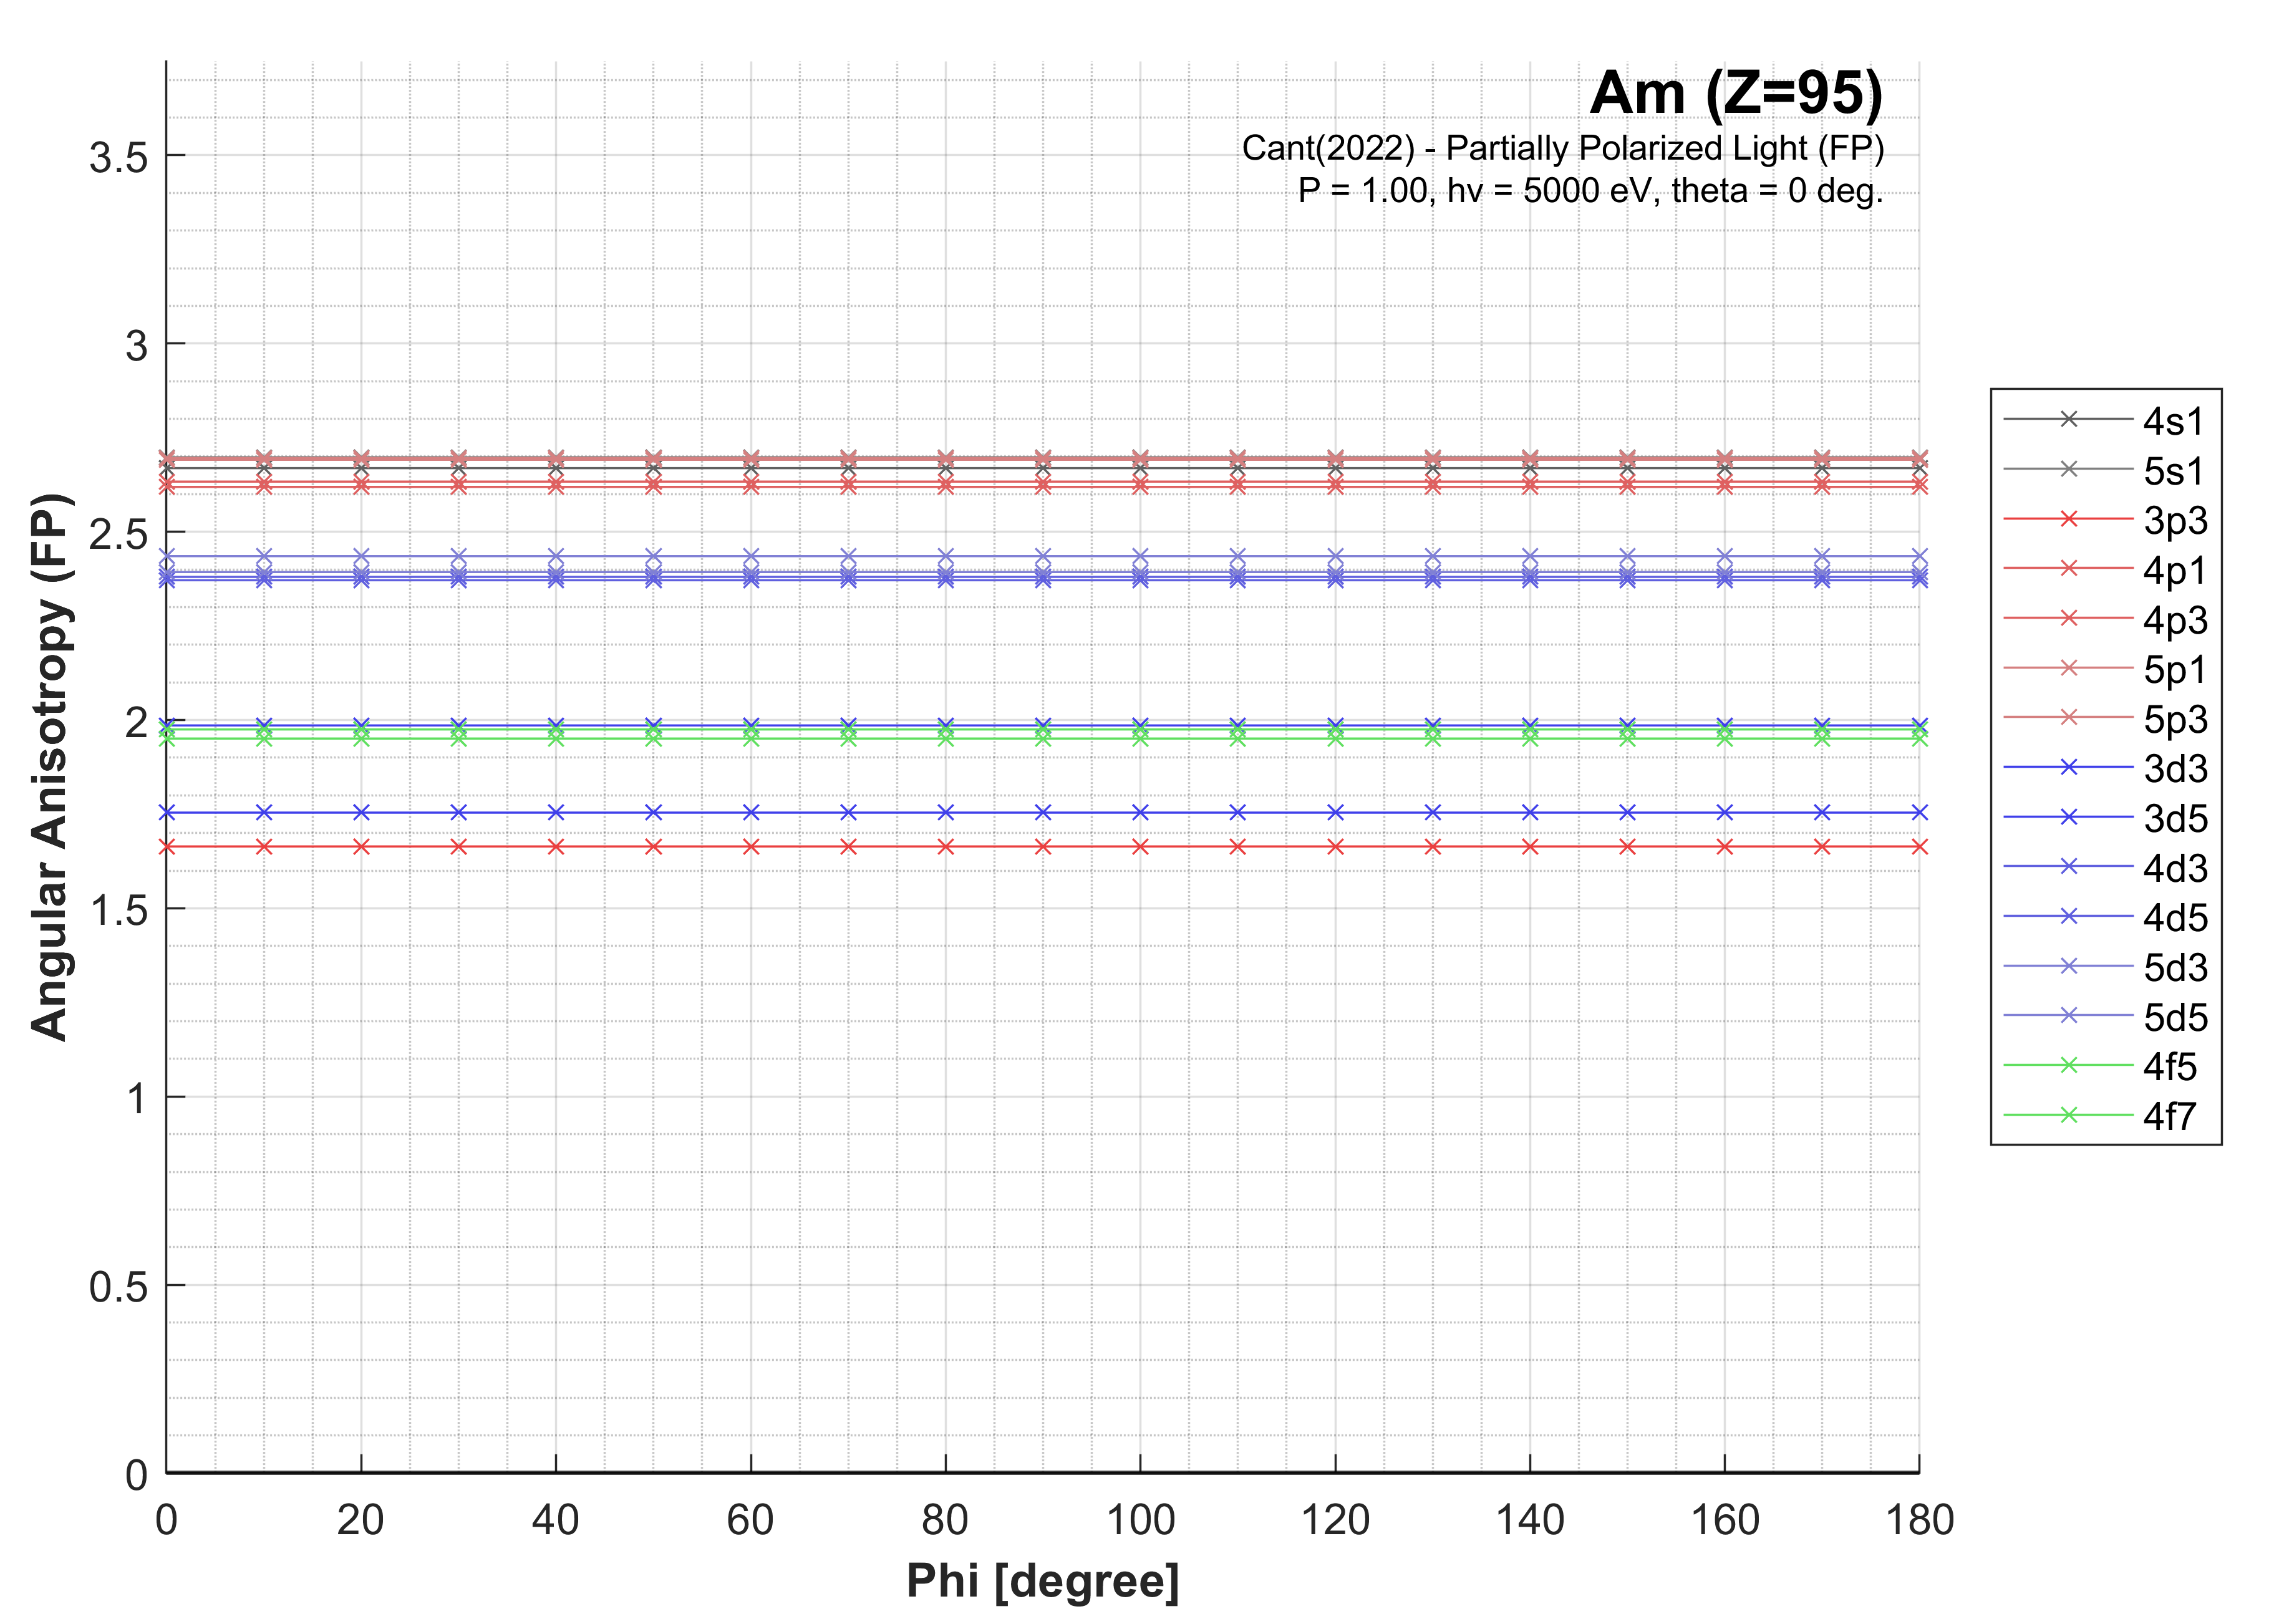 Am (Z=95)
Cant(2022) - Partially Polarized Light (FP)
P = 1.00, hv = 5000 eV, theta = 0 deg.
Angular Anisotropy (FP)
3.5
3
2.5
2
1.5
1
0.5
0
0 20 40 60 80 100 120 140 160 180
Phi [degree]
4s1
5s1
3p3
4p1
4p3
5p1
5p3
3d3
3d5
4d3
4d5
5d3
5d5
4f5
4f7